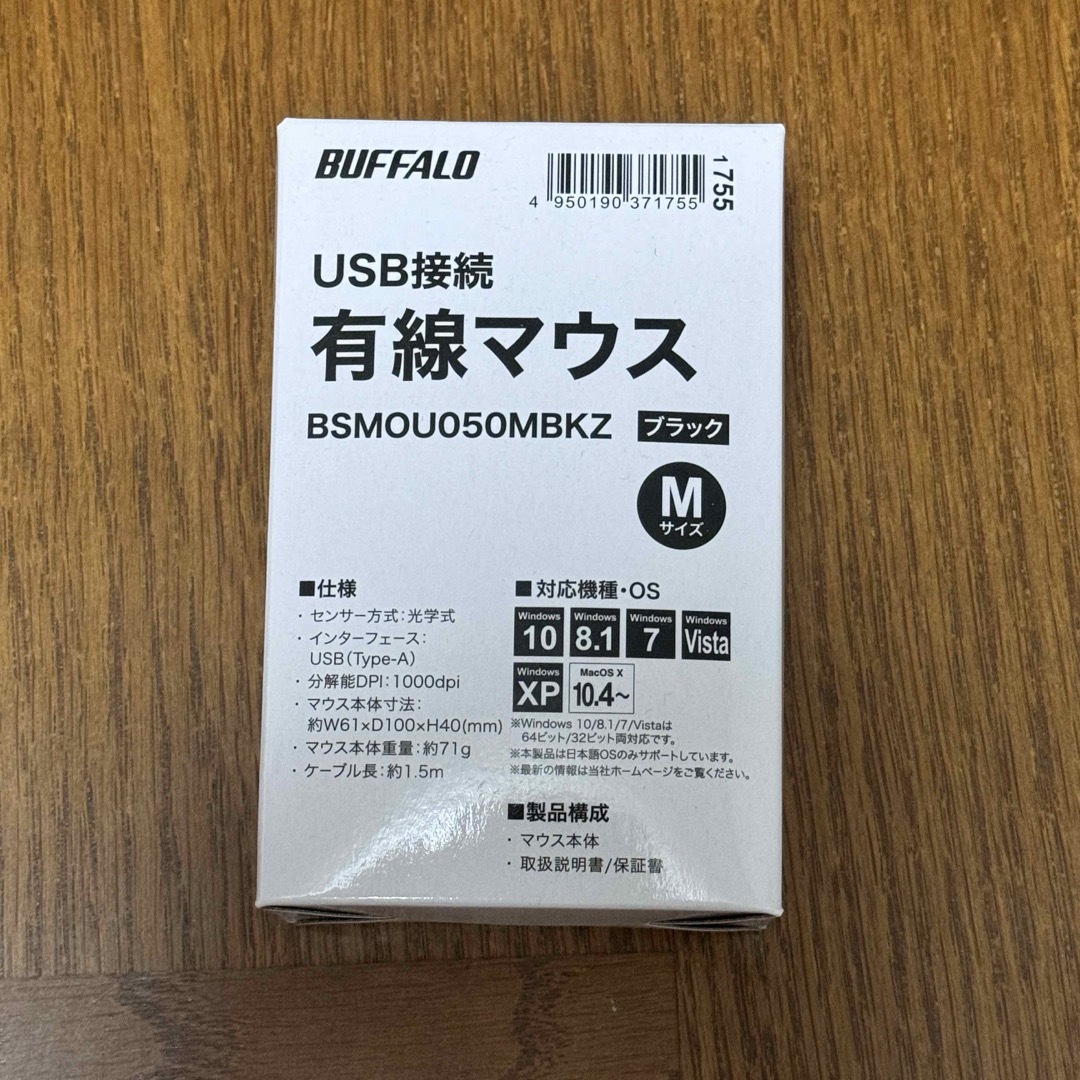 BUFFALO
4 950190 371755
1755
USB接続
有線マウス
BSMOU050MBKZ ブラック
M
サイズ
■仕様
・センサー方式：光学式
・インターフェース：
USB（Type-A）
・分解能DPI：1000dpi
・マウス本体寸法：
約W61×D100×H40(mm)
・マウス本体重量：約71g
・ケーブル長：約1.5m
■対応機種・OS
Windows 10
Windows 8.1
Windows 7
Windows Vista
Windows XP
MacOS X 10.4～
※Windows 10/8.1/7/Vistaは
64ビット/32ビット両対応です。
※本製品は日本語OSのみサポートしています。
※最新の情報は当社ホームページをご覧ください。
■製品構成
・マウス本体
・取扱説明書/保証書